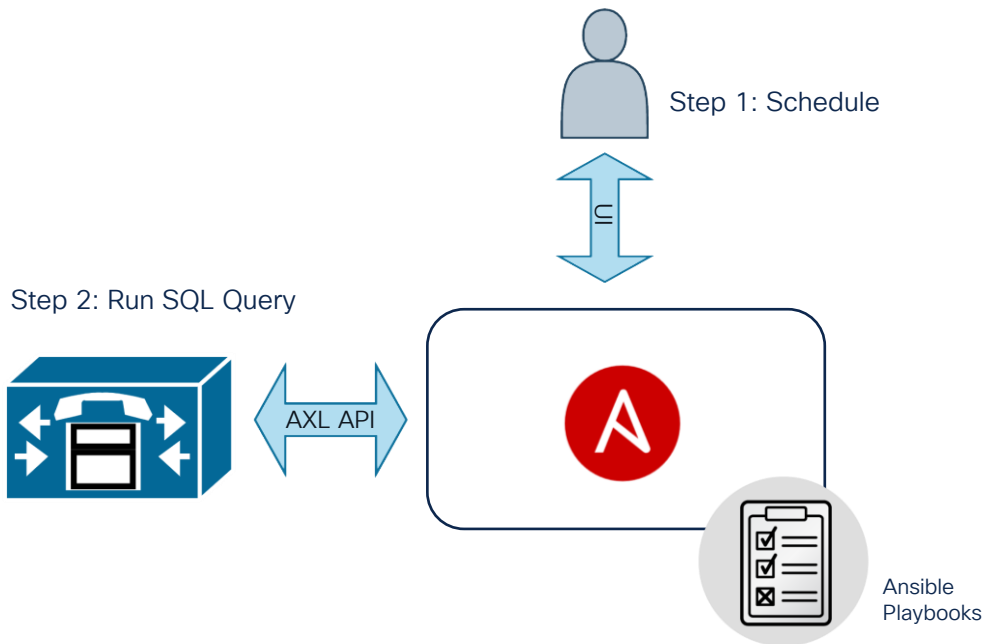 Step 1: Schedule
UI
Step 2: Run SQL Query
AXL API
Ansible
Playbooks